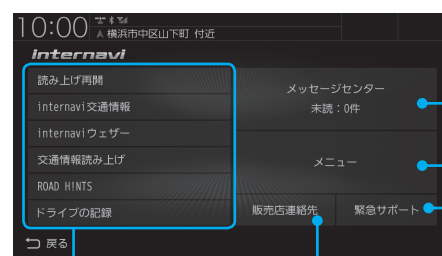 10:00
横浜市中区山下町 付近
internavi
読み上げ再開
internavi交通情報
internaviウェザー
交通情報読み上げ
ROAD H!NTS
ドライブの記録
メッセージセンター
未読：0件
メニュー
販売店連絡先
緊急サポート
戻る